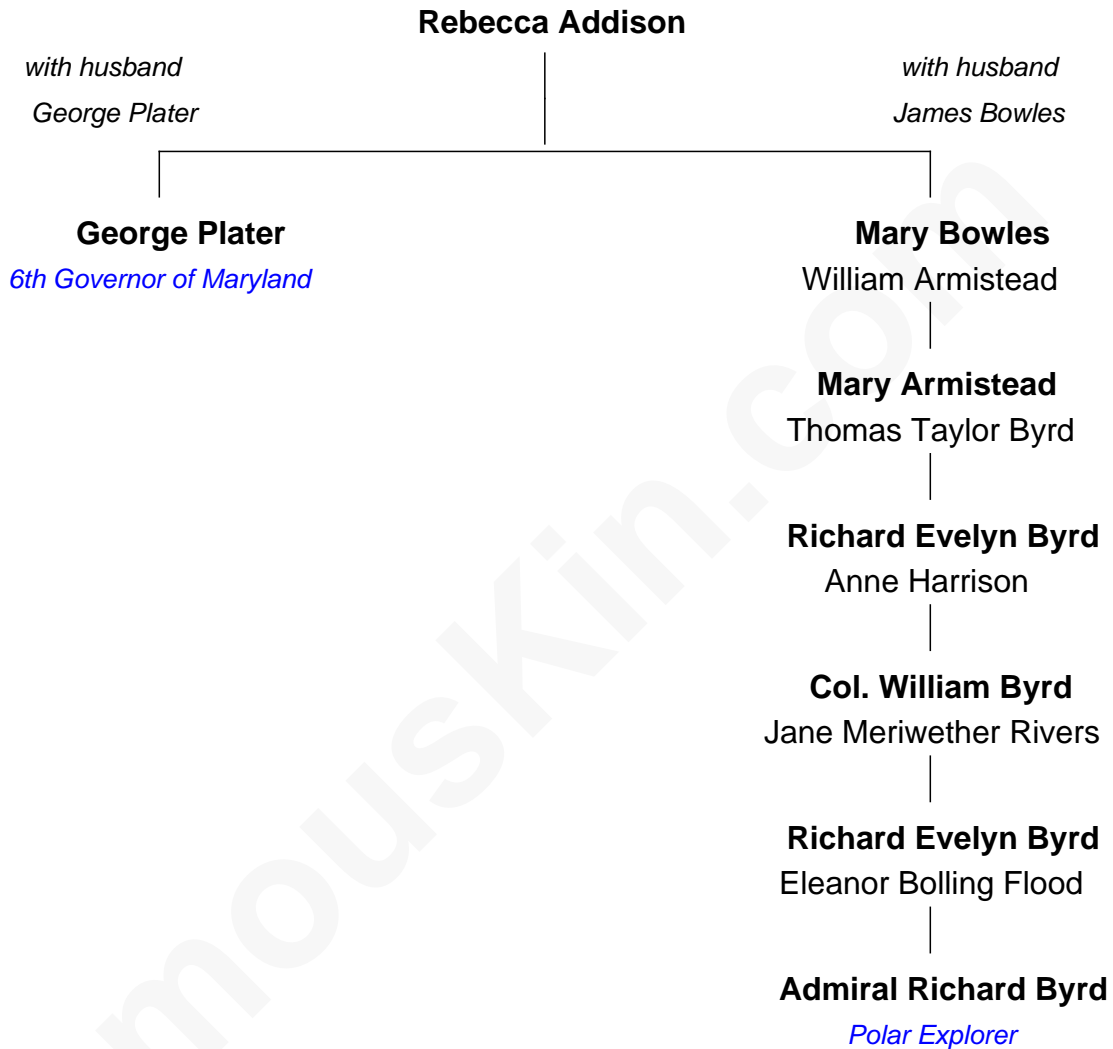 Rebecca Addison
with husband
George Plater
with husband
James Bowles
George Plater
6th Governor of Maryland
Mary Bowles
William Armistead
Mary Armistead
Thomas Taylor Byrd
Richard Evelyn Byrd
Anne Harrison
Col. William Byrd
Jane Meriwether Rivers
Richard Evelyn Byrd
Eleanor Bolling Flood
Admiral Richard Byrd
Polar Explorer
mouskin.com